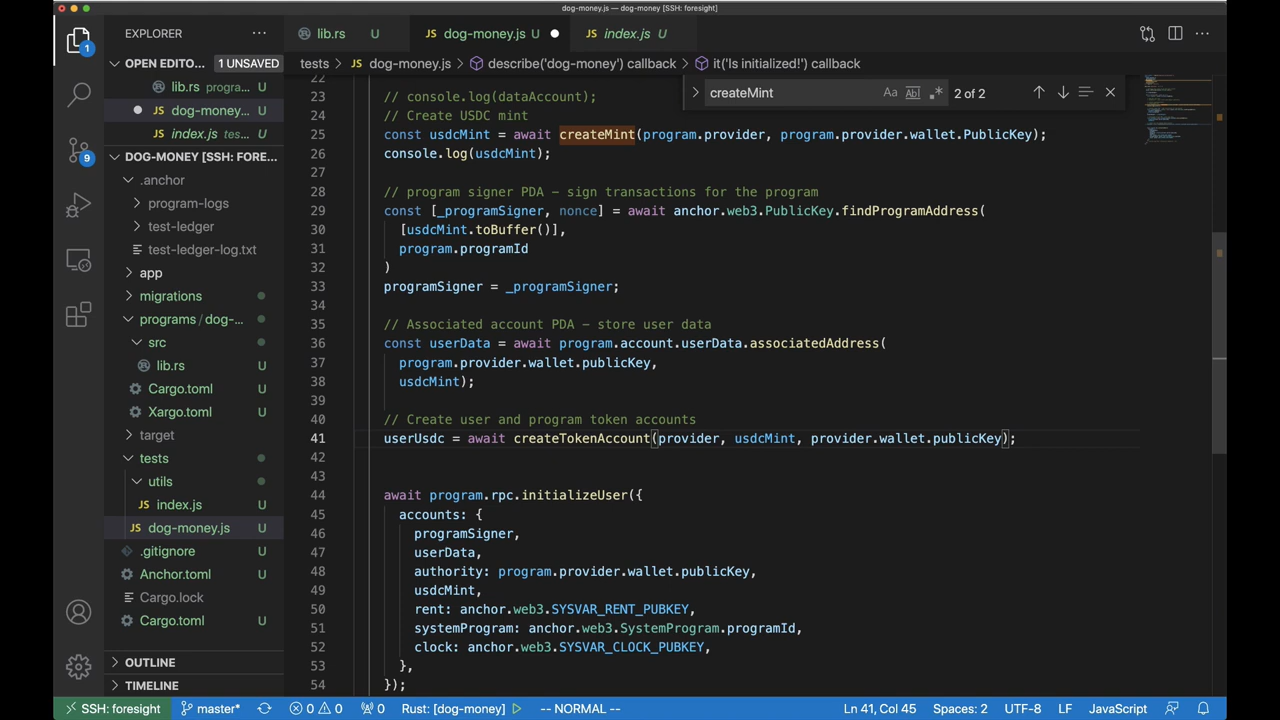 dog-money.js — dog-money [SSH: foresight]
EXPLORER ...
lib.rs U
dog-money.js U
index.js U
...
OPEN EDITO... 1 UNSAVED
lib.rs progra... U
dog-money... U
index.js tes... U
DOG-MONEY [SSH: FORE...
.anchor
program-logs
test-ledger
test-ledger-log.txt
app
migrations
programs / dog-...
src
lib.rs U
Cargo.toml U
Xargo.toml U
target
tests
utils
JS index.js U
JS dog-money.js U
.gitignore U
Anchor.toml U
Cargo.lock
Cargo.toml U
OUTLINE
TIMELINE
1
9
tests > dog-money.js > describe('dog-money') callback > it('Is initialized!') callback
createMint Aa ab .* 2 of 2
22
23 // console.log(dataAccount);
24 // Create USDC mint
25 const usdcMint = await createMint(program.provider, program.provider.wallet.PublicKey);
26 console.log(usdcMint);
27
28 // program signer PDA - sign transactions for the program
29 const [_programSigner, nonce] = await anchor.web3.PublicKey.findProgramAddress(
30 [usdcMint.toBuffer()],
31 program.programId
32 )
33 programSigner = _programSigner;
34
35 // Associated account PDA - store user data
36 const userData = await program.account.userData.associatedAddress(
37 program.provider.wallet.publicKey,
38 usdcMint);
39
40 // Create user and program token accounts
41 userUsdc = await createTokenAccount(provider, usdcMint, provider.wallet.publicKey);
42
43
44 await program.rpc.initializeUser({
45 accounts: {
46 programSigner,
47 userData,
48 authority: program.provider.wallet.publicKey,
49 usdcMint,
50 rent: anchor.web3.SYSVAR_RENT_PUBKEY,
51 systemProgram: anchor.web3.SystemProgram.programId,
52 clock: anchor.web3.SYSVAR_CLOCK_PUBKEY,
53 },
54 });
SSH: foresight master* 0 0 0 Rust: [dog-money] -- NORMAL -- Ln 41, Col 45 Spaces: 2 UTF-8 LF JavaScript